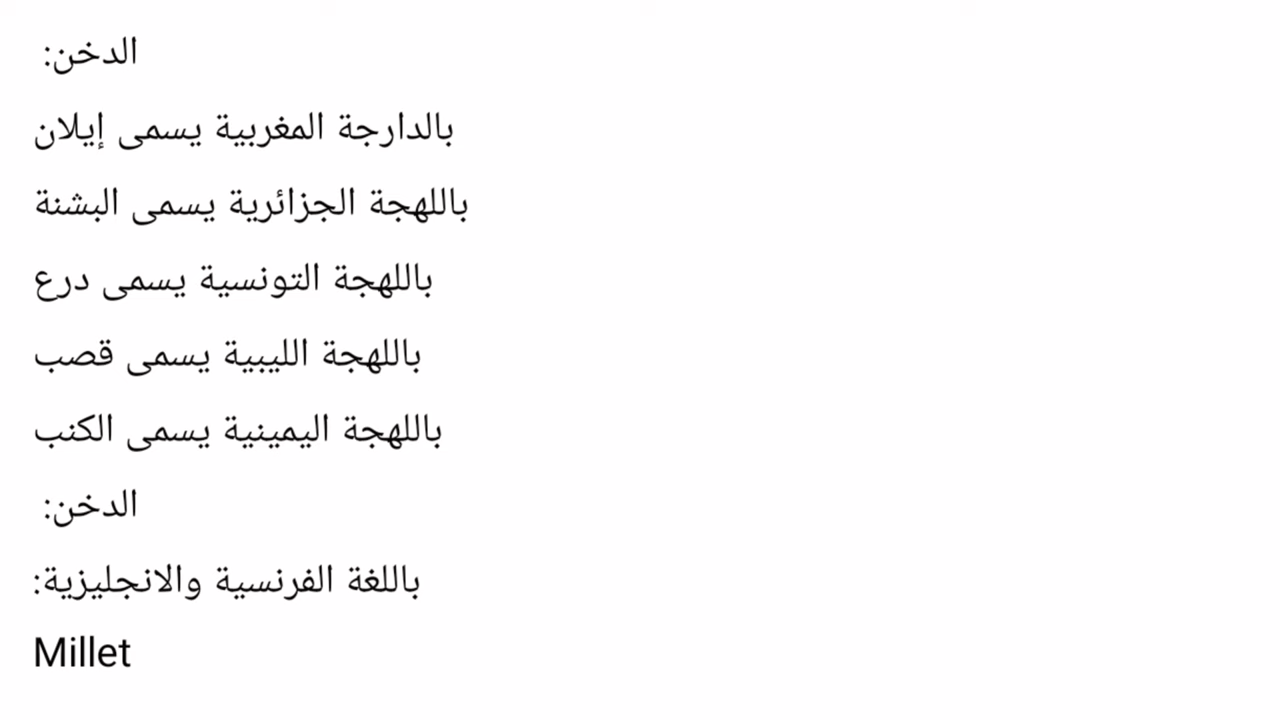 الدخن:
بالدارجة المغربية يسمى إيلان
باللهجة الجزائرية يسمى البشنة
باللهجة التونسية يسمى درع
باللهجة الليبية يسمى قصب
باللهجة اليمينية يسمى الكنب
الدخن:
باللغة الفرنسية والانجليزية:
Millet